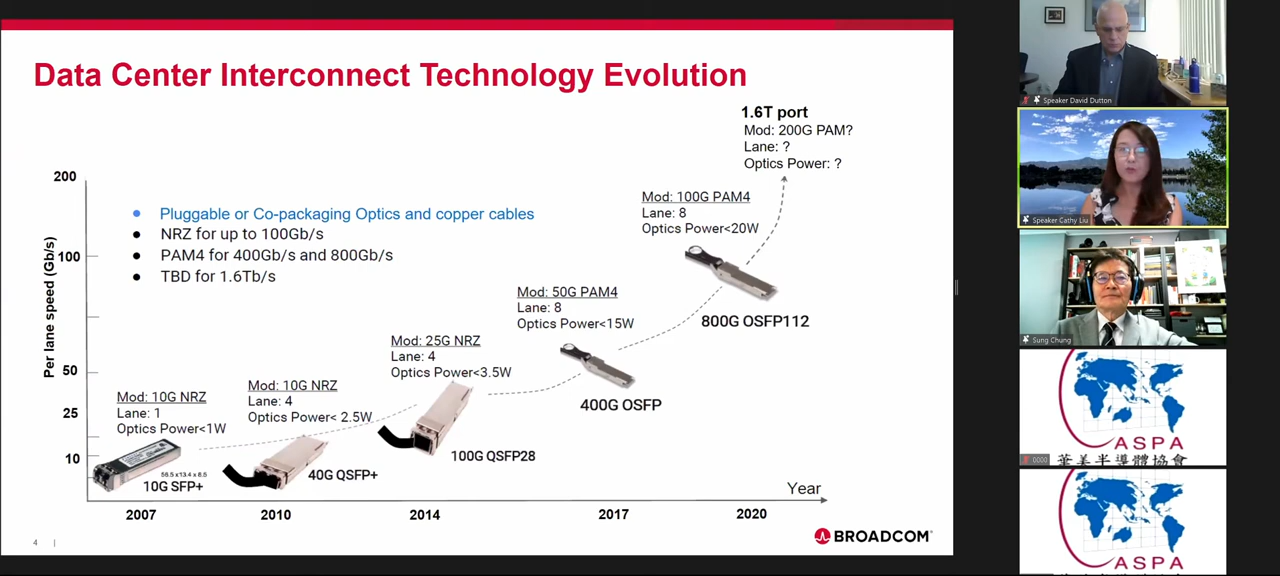 Data Center Interconnect Technology Evolution
1.6T port
Mod: 200G PAM?
Lane: ?
Optics Power: ?
200
100
50
25
10
Per lane speed (Gb/s)
Pluggable or Co-packaging Optics and copper cables
NRZ for up to 100Gb/s
PAM4 for 400Gb/s and 800Gb/s
TBD for 1.6Tb/s
Mod: 100G PAM4
Lane: 8
Optics Power<20W
800G OSFP112
Mod: 50G PAM4
Lane: 8
Optics Power<15W
400G OSFP
Mod: 25G NRZ
Lane: 4
Optics Power<3.5W
100G QSFP28
Mod: 10G NRZ
Lane: 4
Optics Power< 2.5W
40G QSFP+
Mod: 10G NRZ
Lane: 1
Optics Power<1W
56.5x13.4x8.5
10G SFP+
Year
2007
2010
2014
2017
2020
4
BROADCOM
Speaker David Dutton
Speaker Cathy Liu
Sung Chung
ASPA
華美半導體協會
0000
ASPA